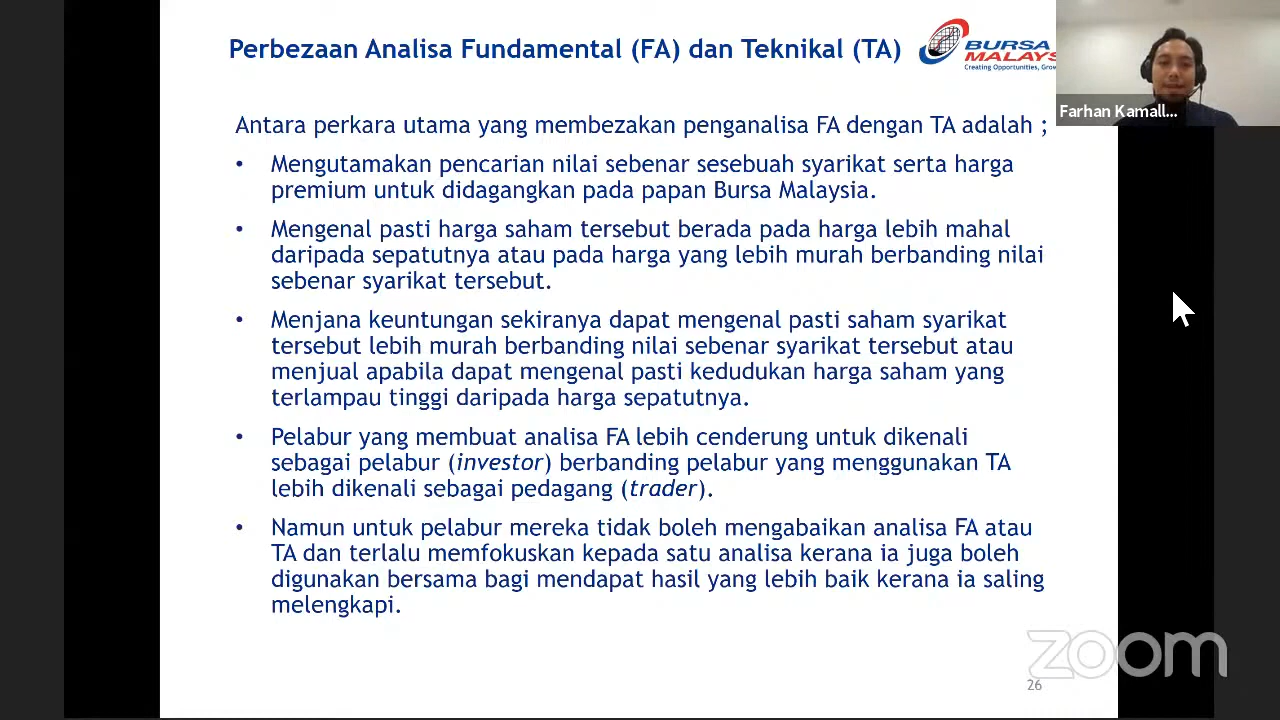 Perbezaan Analisa Fundamental (FA) dan Teknikal (TA)
BURSA
MALAYS
Creating Opportunities, Grow
Farhan Kamall...
Antara perkara utama yang membezakan penganalisa FA dengan TA adalah ;
• Mengutamakan pencarian nilai sebenar sesebuah syarikat serta harga
premium untuk didagangkan pada papan Bursa Malaysia.
• Mengenal pasti harga saham tersebut berada pada harga lebih mahal
daripada sepatutnya atau pada harga yang lebih murah berbanding nilai
sebenar syarikat tersebut.
• Menjana keuntungan sekiranya dapat mengenal pasti saham syarikat
tersebut lebih murah berbanding nilai sebenar syarikat tersebut atau
menjual apabila dapat mengenal pasti kedudukan harga saham yang
terlampau tinggi daripada harga sepatutnya.
• Pelabur yang membuat analisa FA lebih cenderung untuk dikenali
sebagai pelabur (investor) berbanding pelabur yang menggunakan TA
lebih dikenali sebagai pedagang (trader).
• Namun untuk pelabur mereka tidak boleh mengabaikan analisa FA atau
TA dan terlalu memfokuskan kepada satu analisa kerana ia juga boleh
digunakan bersama bagi mendapat hasil yang lebih baik kerana ia saling
melengkapi.
zoom
26